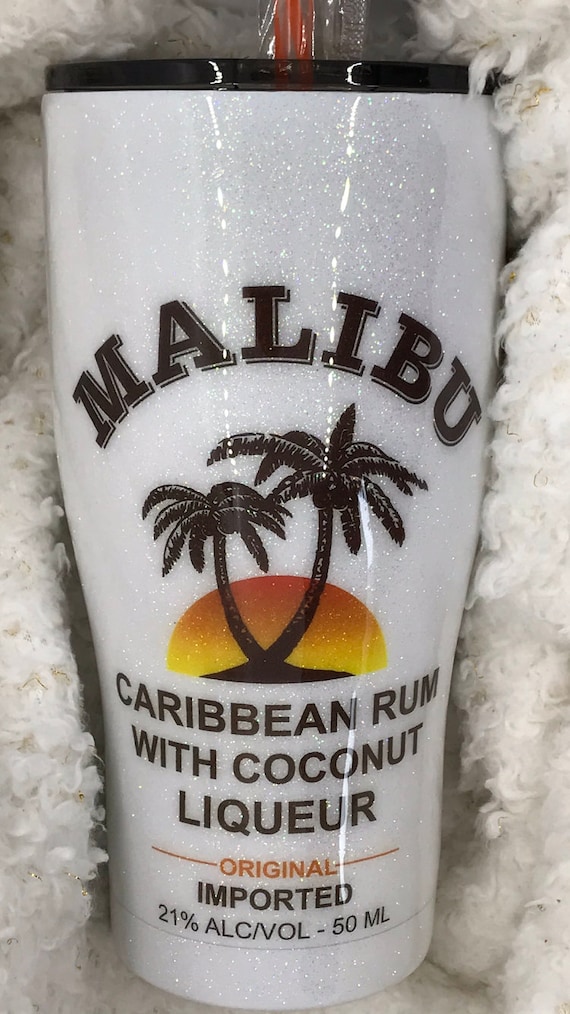 MALIBU
CARIBBEAN RUM
WITH COCONUT
LIQUEUR
ORIGINAL
IMPORTED
21% ALC/VOL - 50 ML